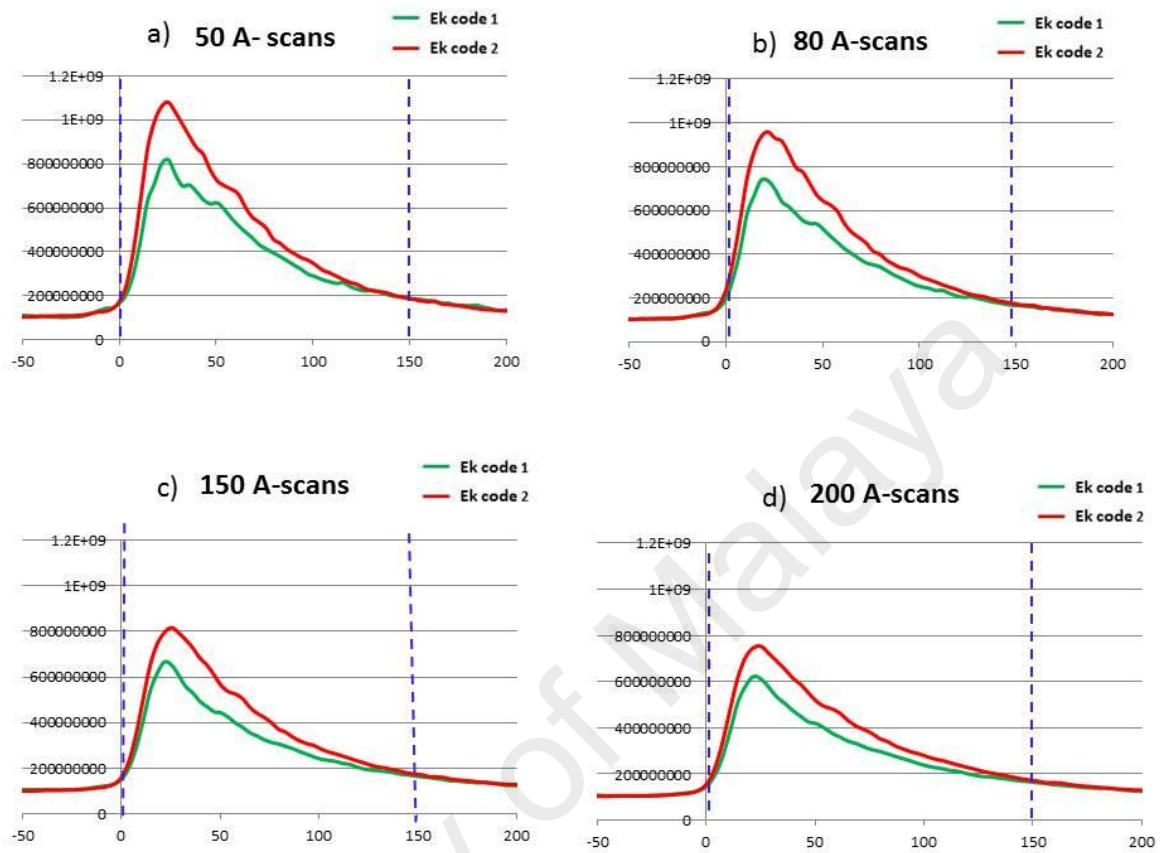 a) 50 A- scans
Ek code 1
Ek code 2
1.2E+09
1E+09
800000000
600000000
400000000
200000000
0
-50 0 50 100 150 200
b) 80 A-scans
Ek code 1
Ek code 2
1.2E+09
1E+09
800000000
600000000
400000000
200000000
0
-50 0 50 100 150 200
c) 150 A-scans
Ek code 1
Ek code 2
1.2E+09
1E+09
800000000
600000000
400000000
200000000
0
-50 0 50 100 150 200
d) 200 A-scans
Ek code 1
Ek code 2
1.2E+09
1E+09
800000000
600000000
400000000
200000000
0
-50 0 50 100 150 200
of Malaya